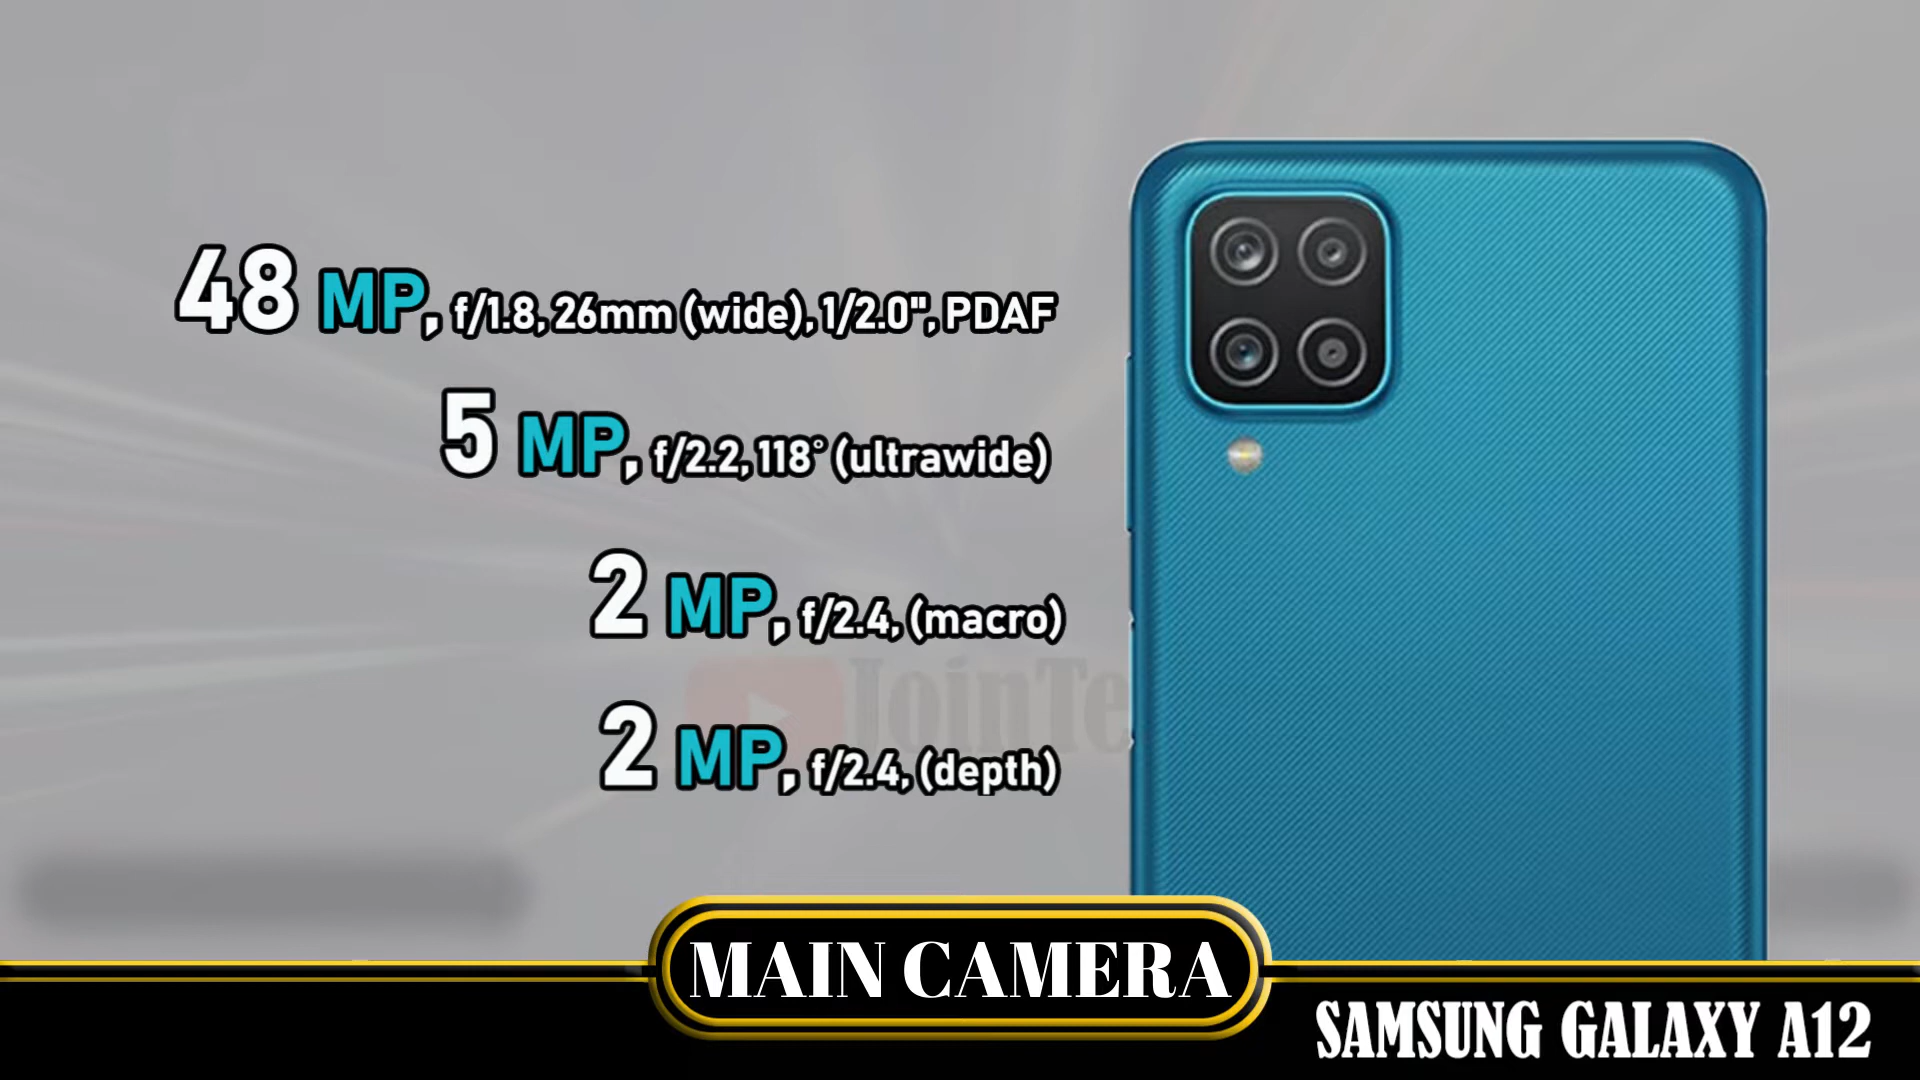 48 MP, f/1.8, 26mm (wide), 1/2.0", PDAF
5 MP, f/2.2, 118° (ultrawide)
2 MP, f/2.4, (macro)
JoinTe
2 MP, f/2.4, (depth)
MAIN CAMERA
SAMSUNG GALAXY A12